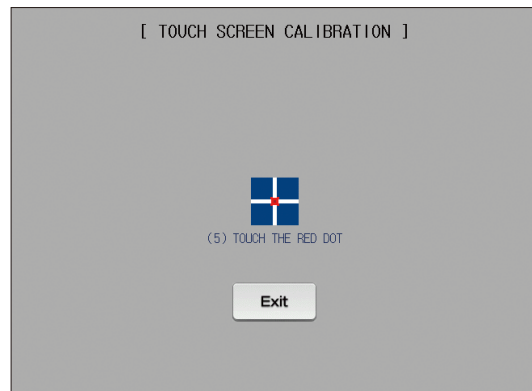 [ TOUCH SCREEN CALIBRATION ]
(5) TOUCH THE RED DOT
Exit